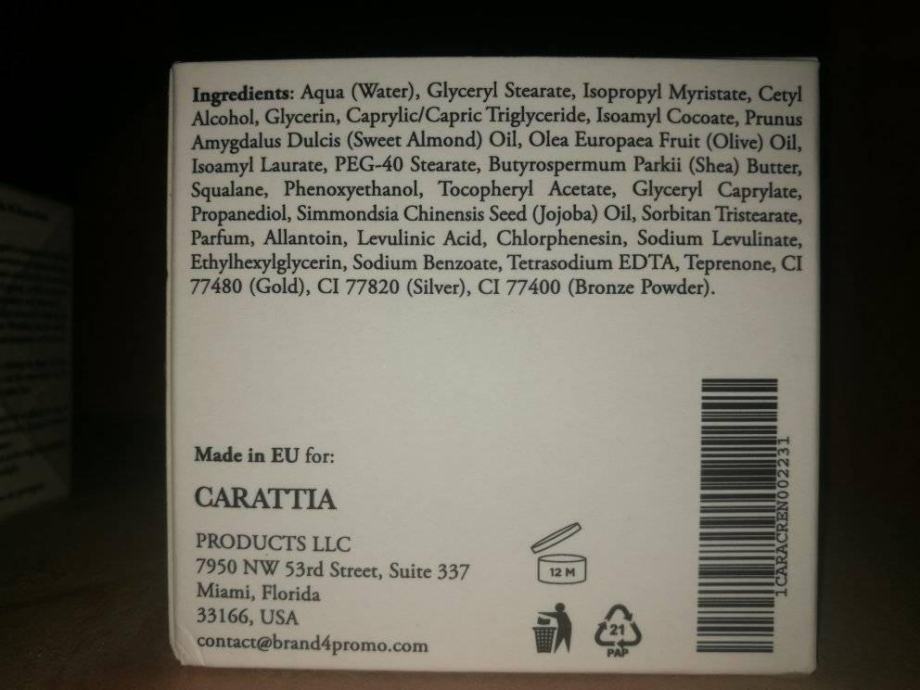 Ingredients: Aqua (Water), Glyceryl Stearate, Isopropyl Myristate, Cetyl
Alcohol, Glycerin, Caprylic/Capric Triglyceride, Isoamyl Cocoate, Prunus
Amygdalus Dulcis (Sweet Almond) Oil, Olea Europaea Fruit (Olive) Oil,
Isoamyl Laurate, PEG-40 Stearate, Butyrospermum Parkii (Shea) Butter,
Squalane, Phenoxyethanol, Tocopheryl Acetate, Glyceryl Caprylate,
Propanediol, Simmondsia Chinensis Seed (Jojoba) Oil, Sorbitan Tristearate,
Parfum, Allantoin, Levulinic Acid, Chlorphenesin, Sodium Levulinate,
Ethylhexylglycerin, Sodium Benzoate, Tetrasodium EDTA, Teprenone, CI
77480 (Gold), CI 77820 (Silver), CI 77400 (Bronze Powder).
Made in EU for:
CARATTIA
PRODUCTS LLC
7950 NW 53rd Street, Suite 337
Miami, Florida
33166, USA
contact@brand4promo.com
12 M
21
PAP
1CARACREN002231